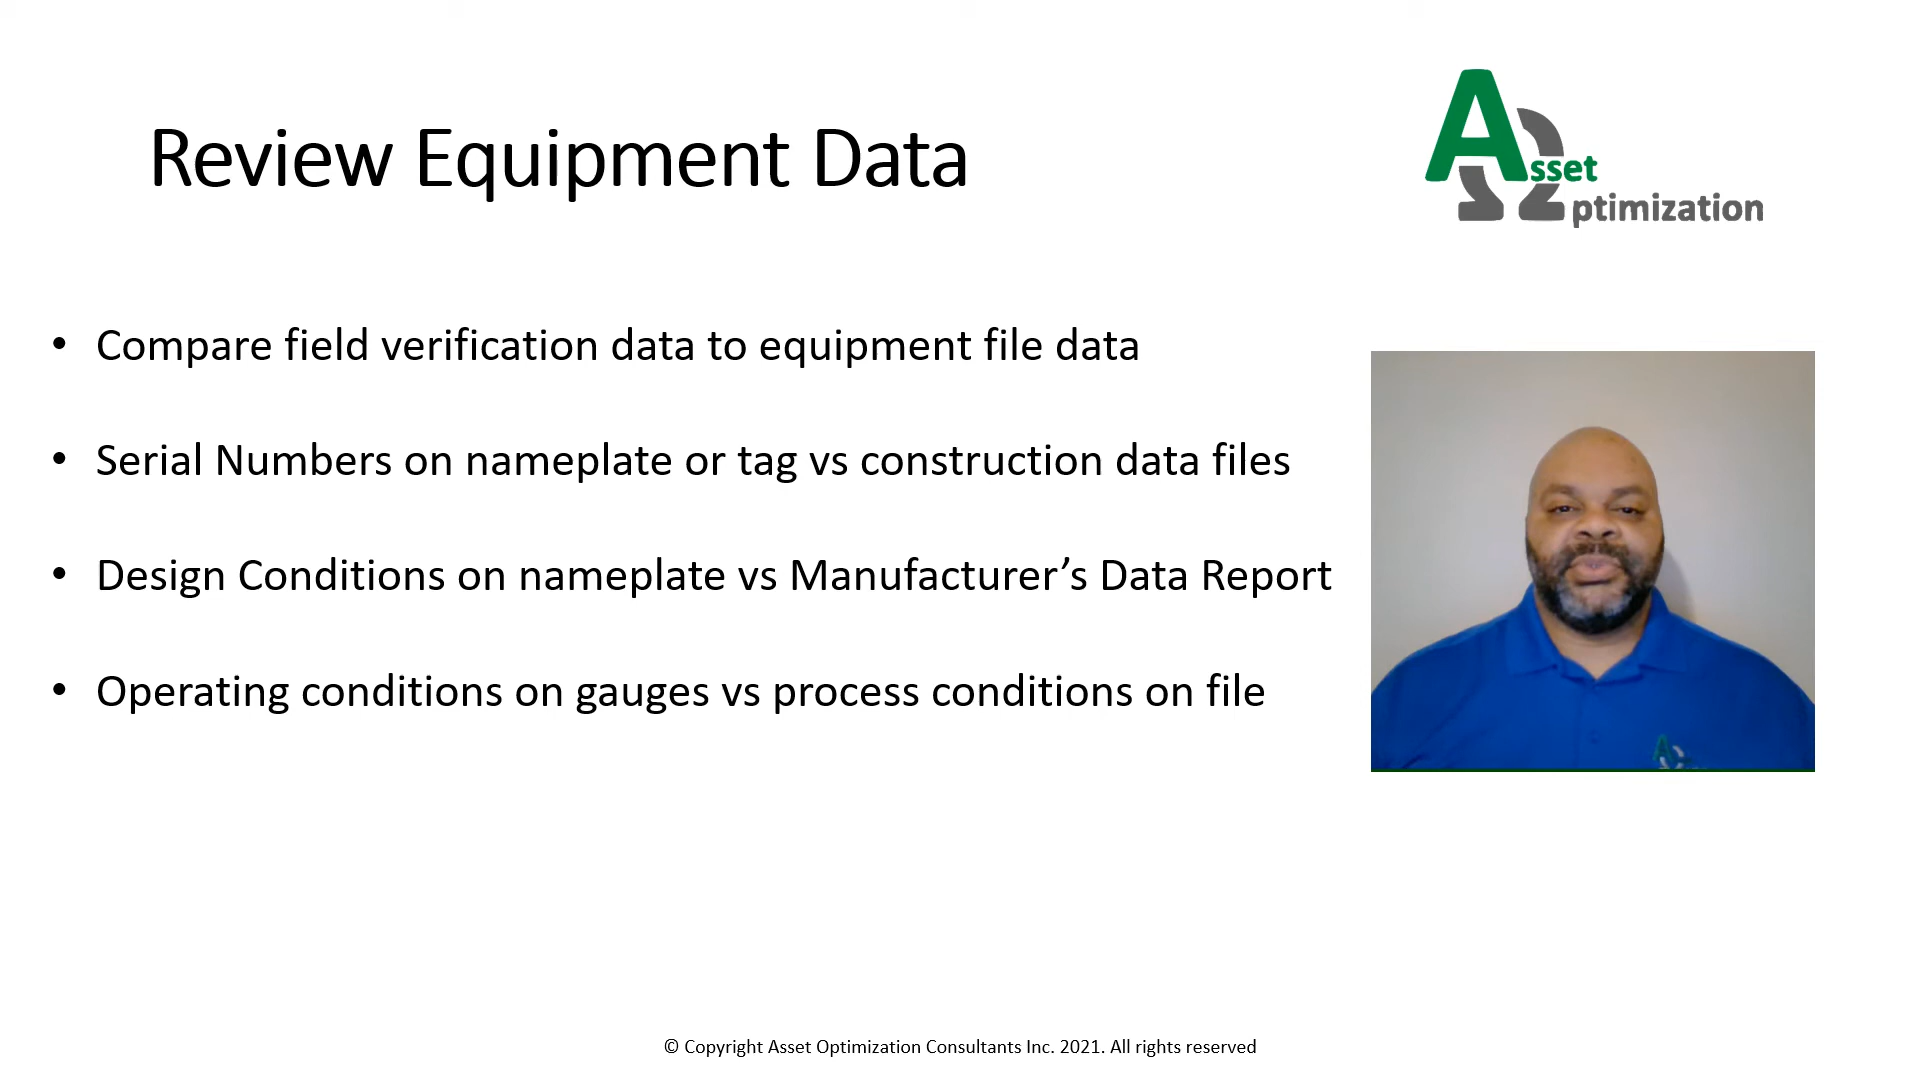 Review Equipment Data
Asset
ptimization
• Compare field verification data to equipment file data
• Serial Numbers on nameplate or tag vs construction data files
• Design Conditions on nameplate vs Manufacturer’s Data Report
• Operating conditions on gauges vs process conditions on file
© Copyright Asset Optimization Consultants Inc. 2021. All rights reserved